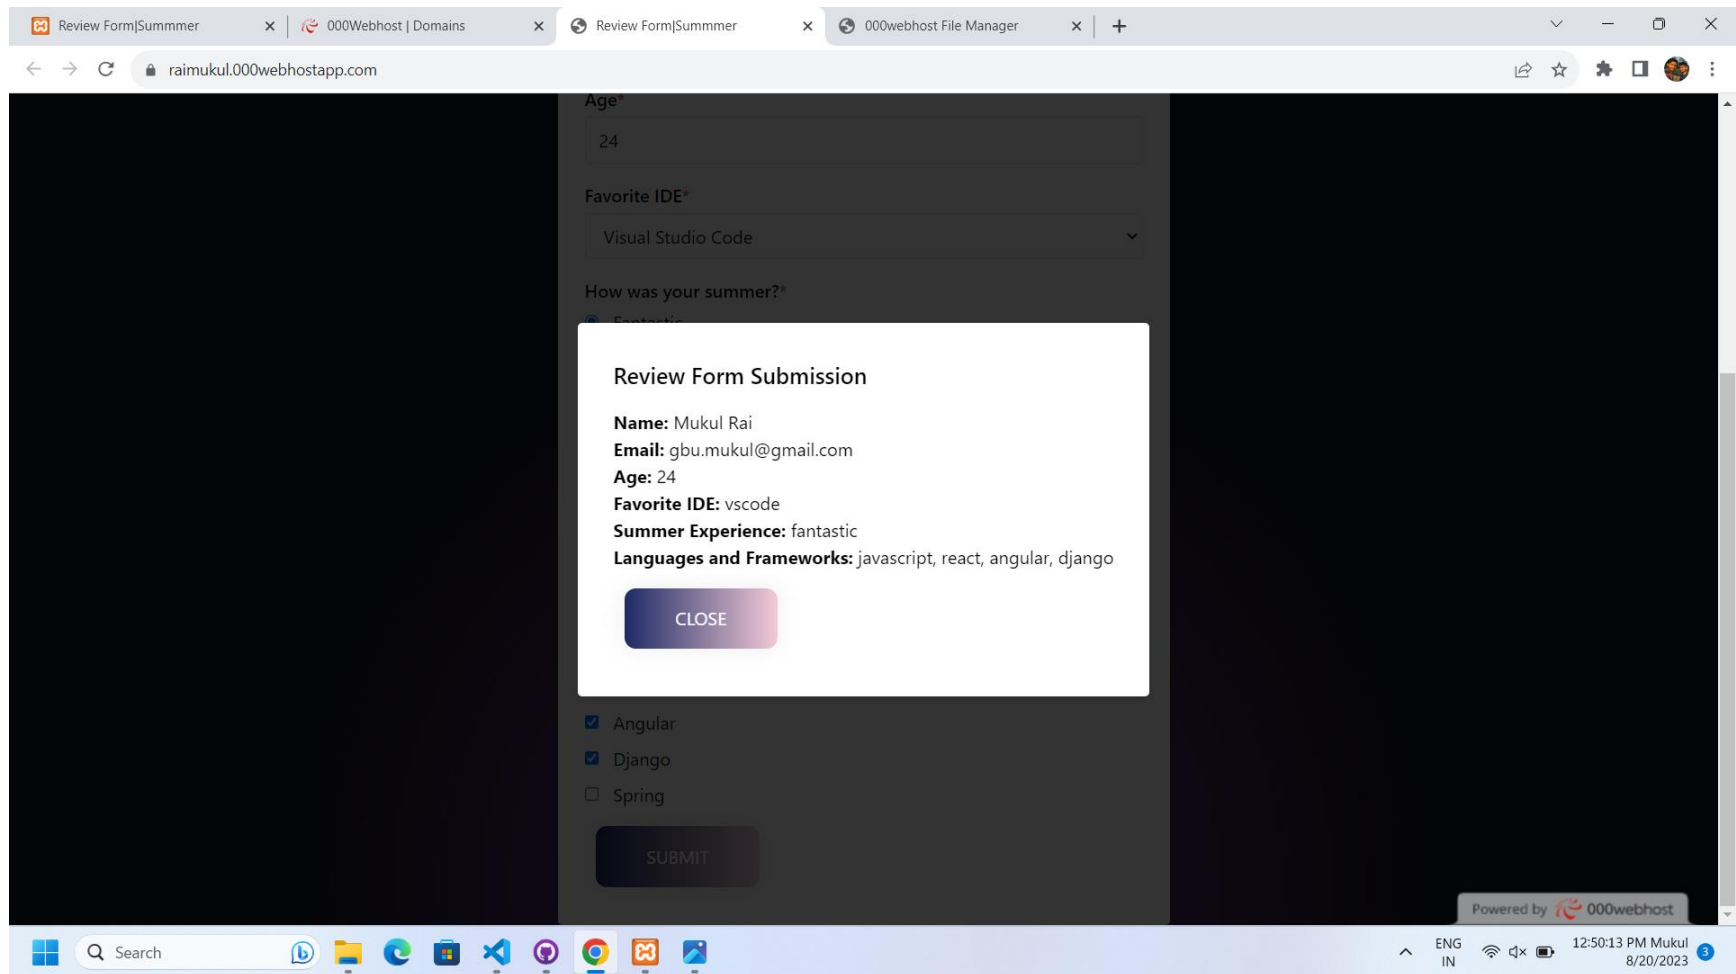 Review Form|Summmer
000Webhost | Domains
Review Form|Summmer
000webhost File Manager
raimukul.000webhostapp.com
Age*
24
Favorite IDE*
Visual Studio Code
How was your summer?*
Fantastic
Review Form Submission
Name: Mukul Rai
Email: gbu.mukul@gmail.com
Age: 24
Favorite IDE: vscode
Summer Experience: fantastic
Languages and Frameworks: javascript, react, angular, django
CLOSE
Angular
Django
Spring
SUBMIT
Powered by 000webhost
Search
ENG
IN
12:50:13 PM Mukul
8/20/2023
3